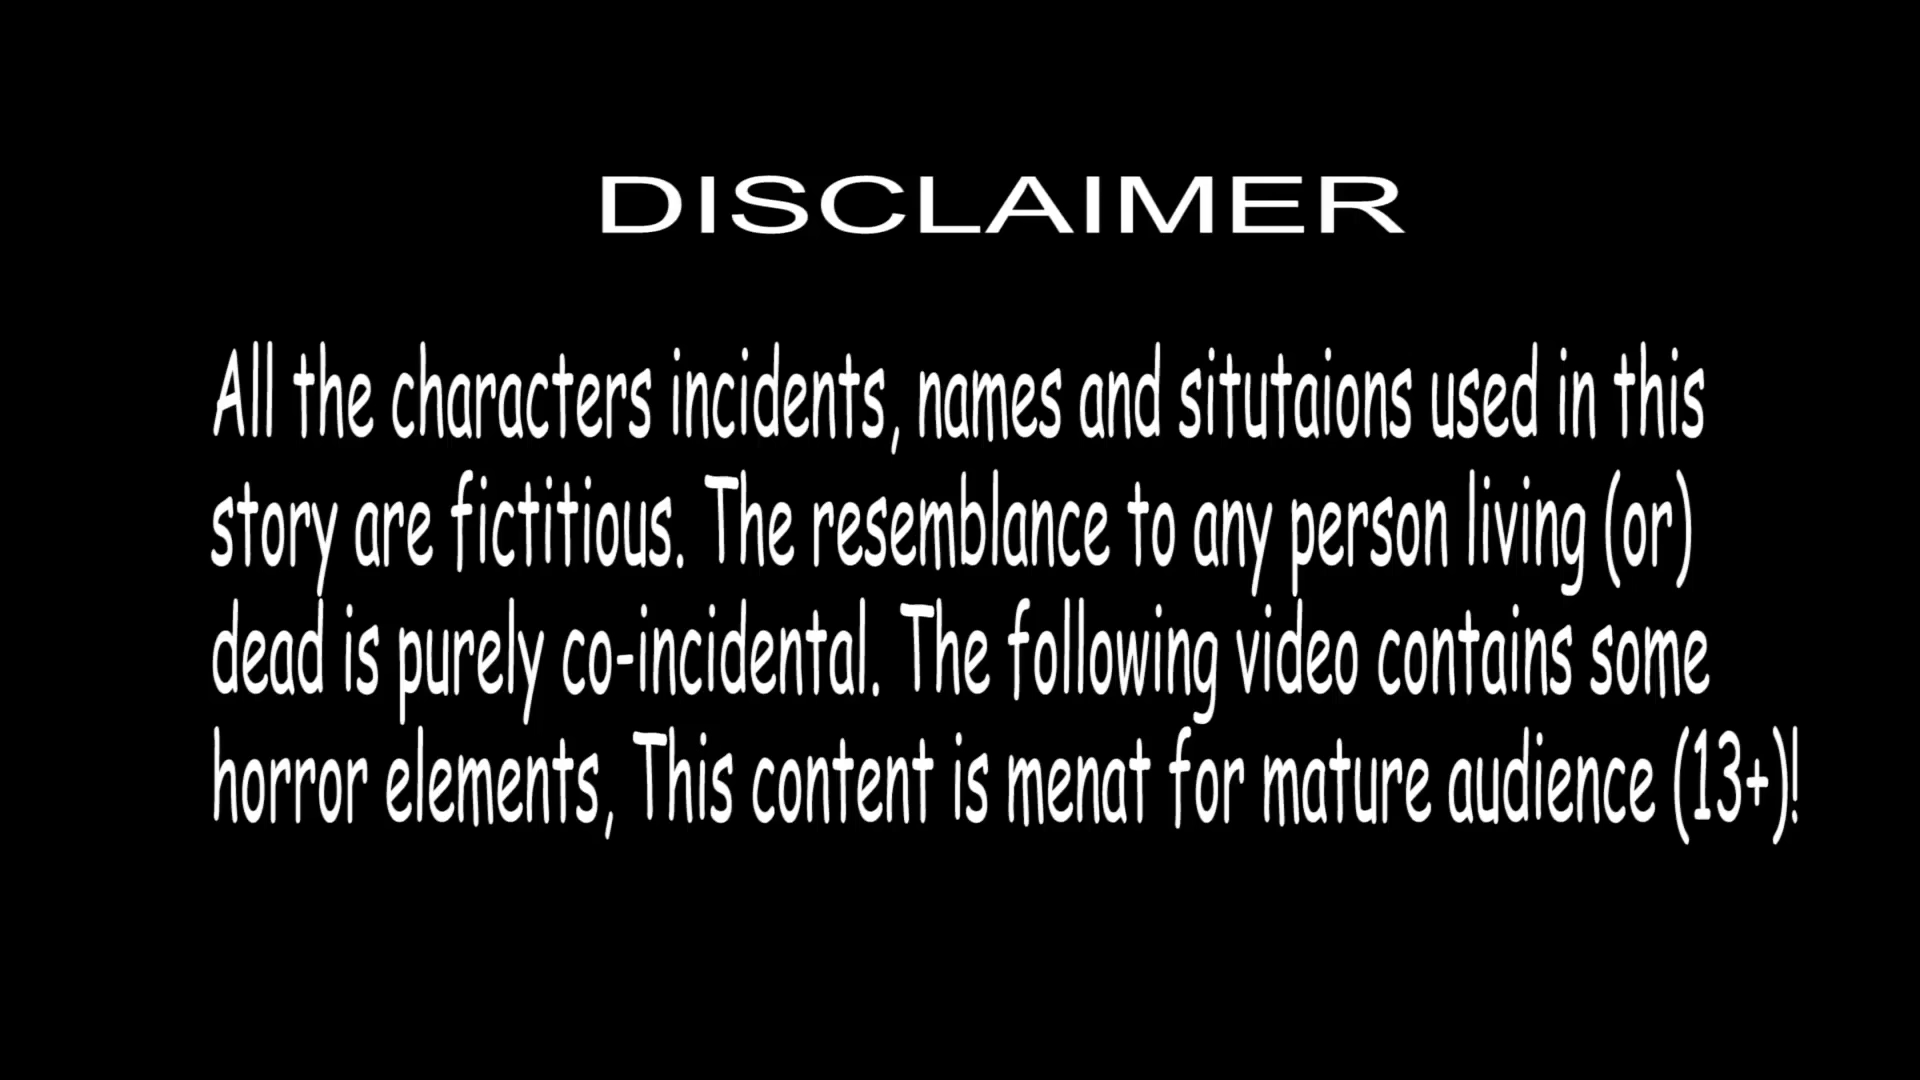 DISCLAIMER
All the characters incidents, names and situtaions used in this
story are fictitious. The resemblance to any person living (or)
dead is purely co-incidental. The following video contains some
horror elements, This content is menat for mature audience (13+)!